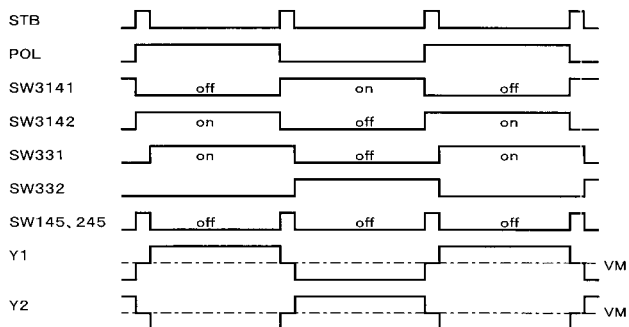 STB
POL
SW3141 off on off
SW3142 on off on
SW331 on off on
SW332
SW145、245 off off off
Y1
VM
Y2
VM